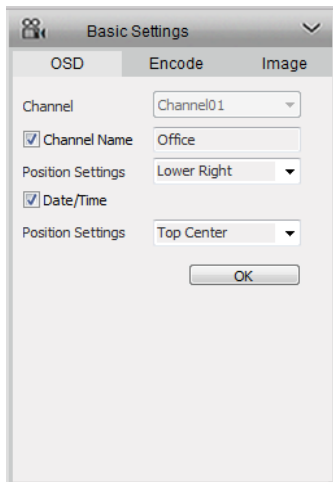 Basic Settings
OSD Encode Image
Channel Channel01
Channel Name Office
Position Settings Lower Right
Date/Time
Position Settings Top Center
OK